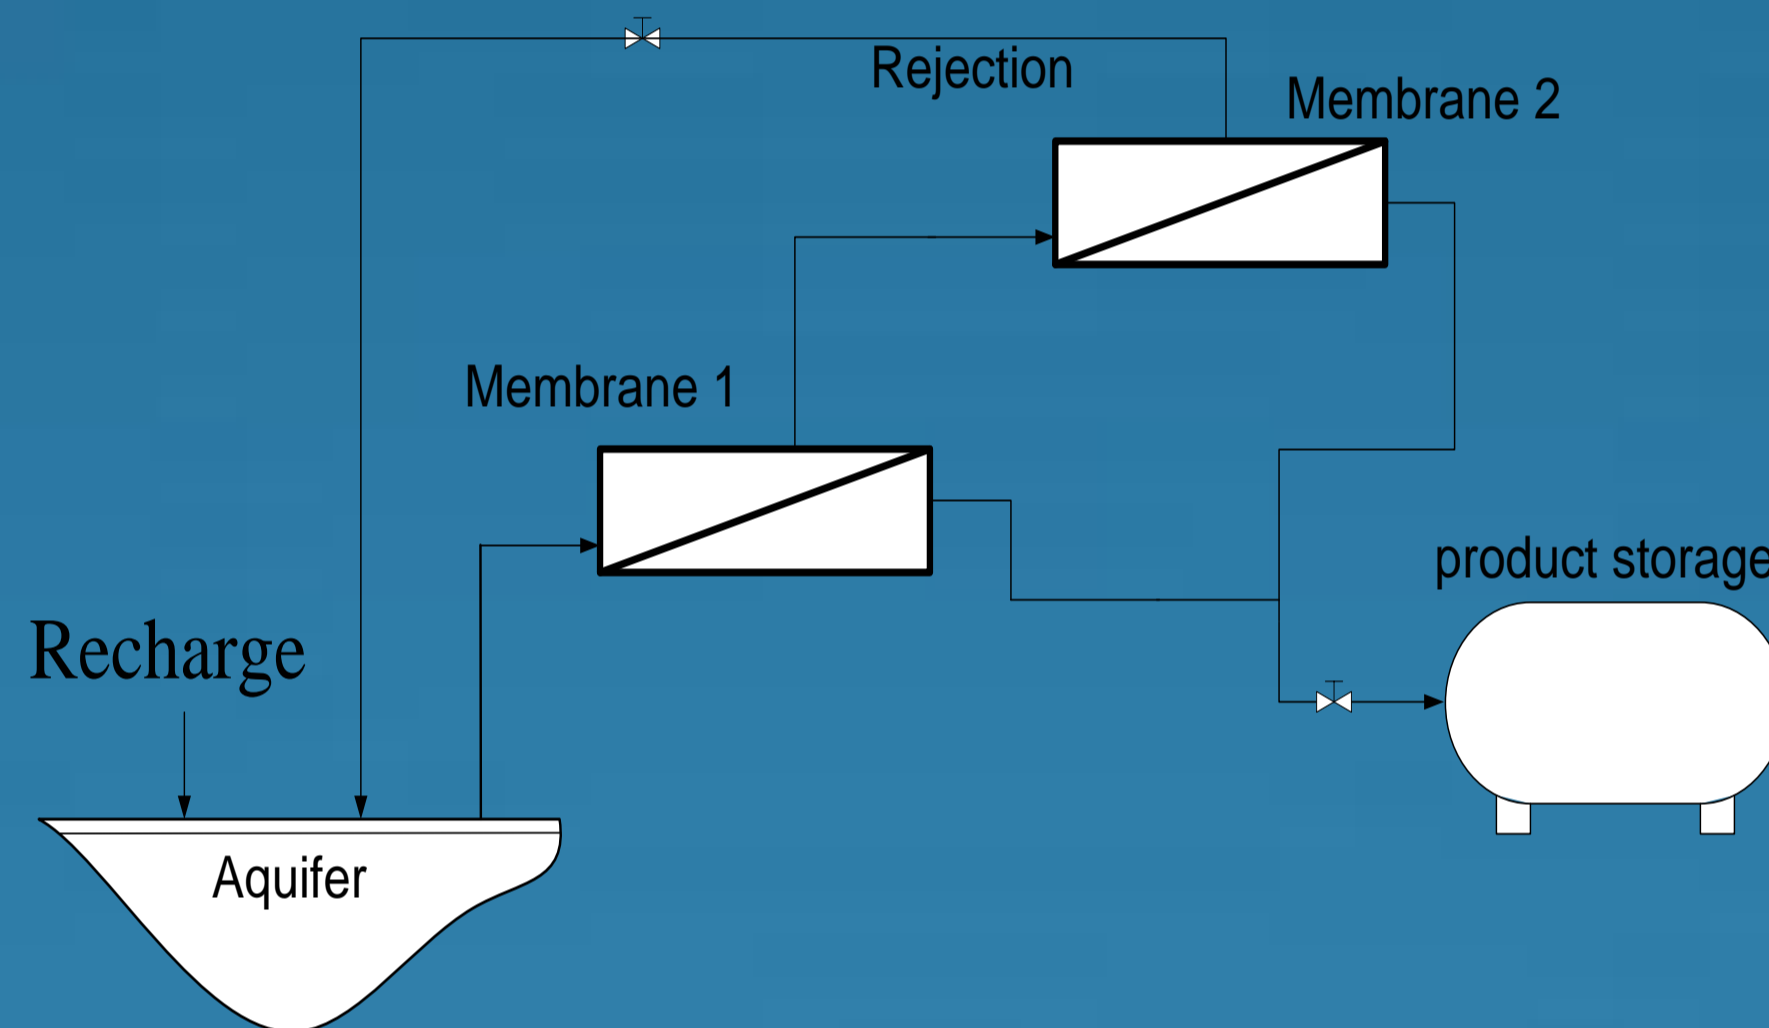 Rejection
Membrane 2
Membrane 1
product storage
Recharge
Aquifer